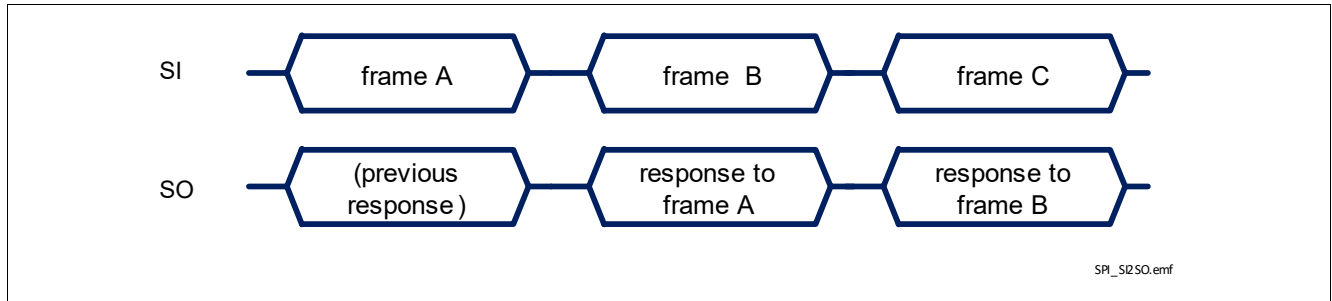 SI
frame A
frame B
frame C
SO
(previous
response)
response to
frame A
response to
frame B
SPI_SI2SO.emf